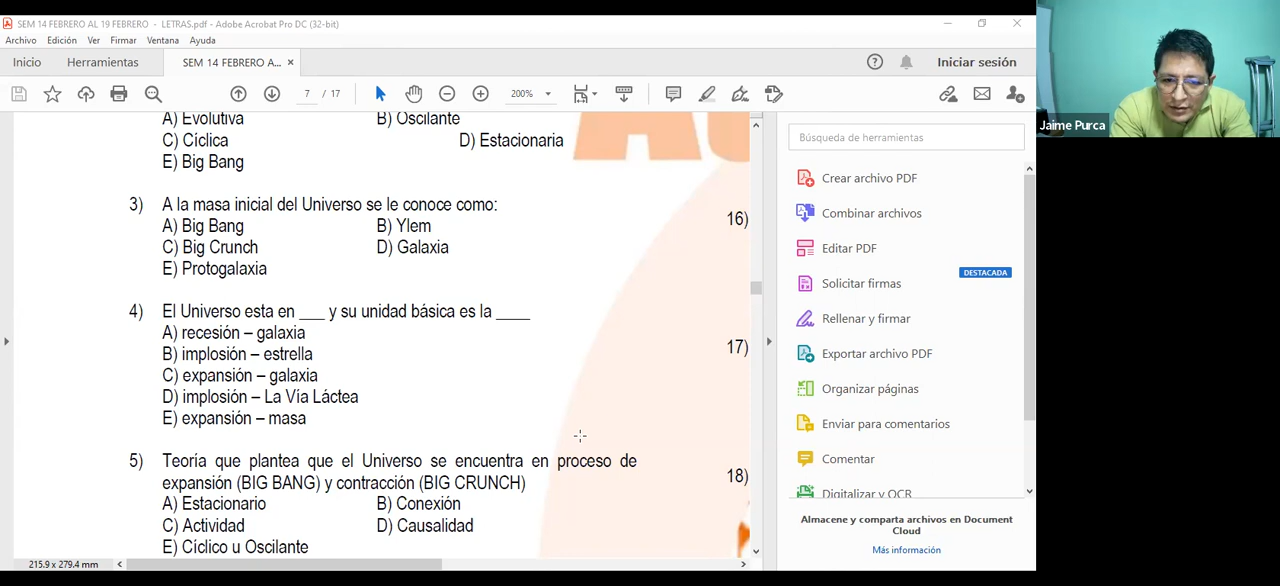 SEM 14 FEBRERO AL 19 FEBRERO - LETRAS.pdf - Adobe Acrobat Pro DC (32-bit)
Archivo Edición Ver Firmar Ventana Ayuda
Inicio Herramientas SEM 14 FEBRERO A... × Iniciar sesión
7 / 17 200%
Jaime Purca
A) Evolutiva B) Oscilante
C) Cíclica D) Estacionaria
E) Big Bang
3) A la masa inicial del Universo se le conoce como:
A) Big Bang B) Ylem
C) Big Crunch D) Galaxia
E) Protogalaxia
4) El Universo esta en ___ y su unidad básica es la ____
A) recesión – galaxia
B) implosión – estrella
C) expansión – galaxia
D) implosión – La Vía Láctea
E) expansión – masa
5) Teoría que plantea que el Universo se encuentra en proceso de
expansión (BIG BANG) y contracción (BIG CRUNCH)
A) Estacionario B) Conexión
C) Actividad D) Causalidad
E) Cíclico u Oscilante
16)
17)
18)
215.9 x 279.4 mm
Búsqueda de herramientas
Crear archivo PDF
Combinar archivos
Editar PDF
DESTACADA
Solicitar firmas
Rellenar y firmar
Exportar archivo PDF
Organizar páginas
Enviar para comentarios
Comentar
Digitalizar y OCR
Almacene y comparta archivos en Document
Cloud
Más información